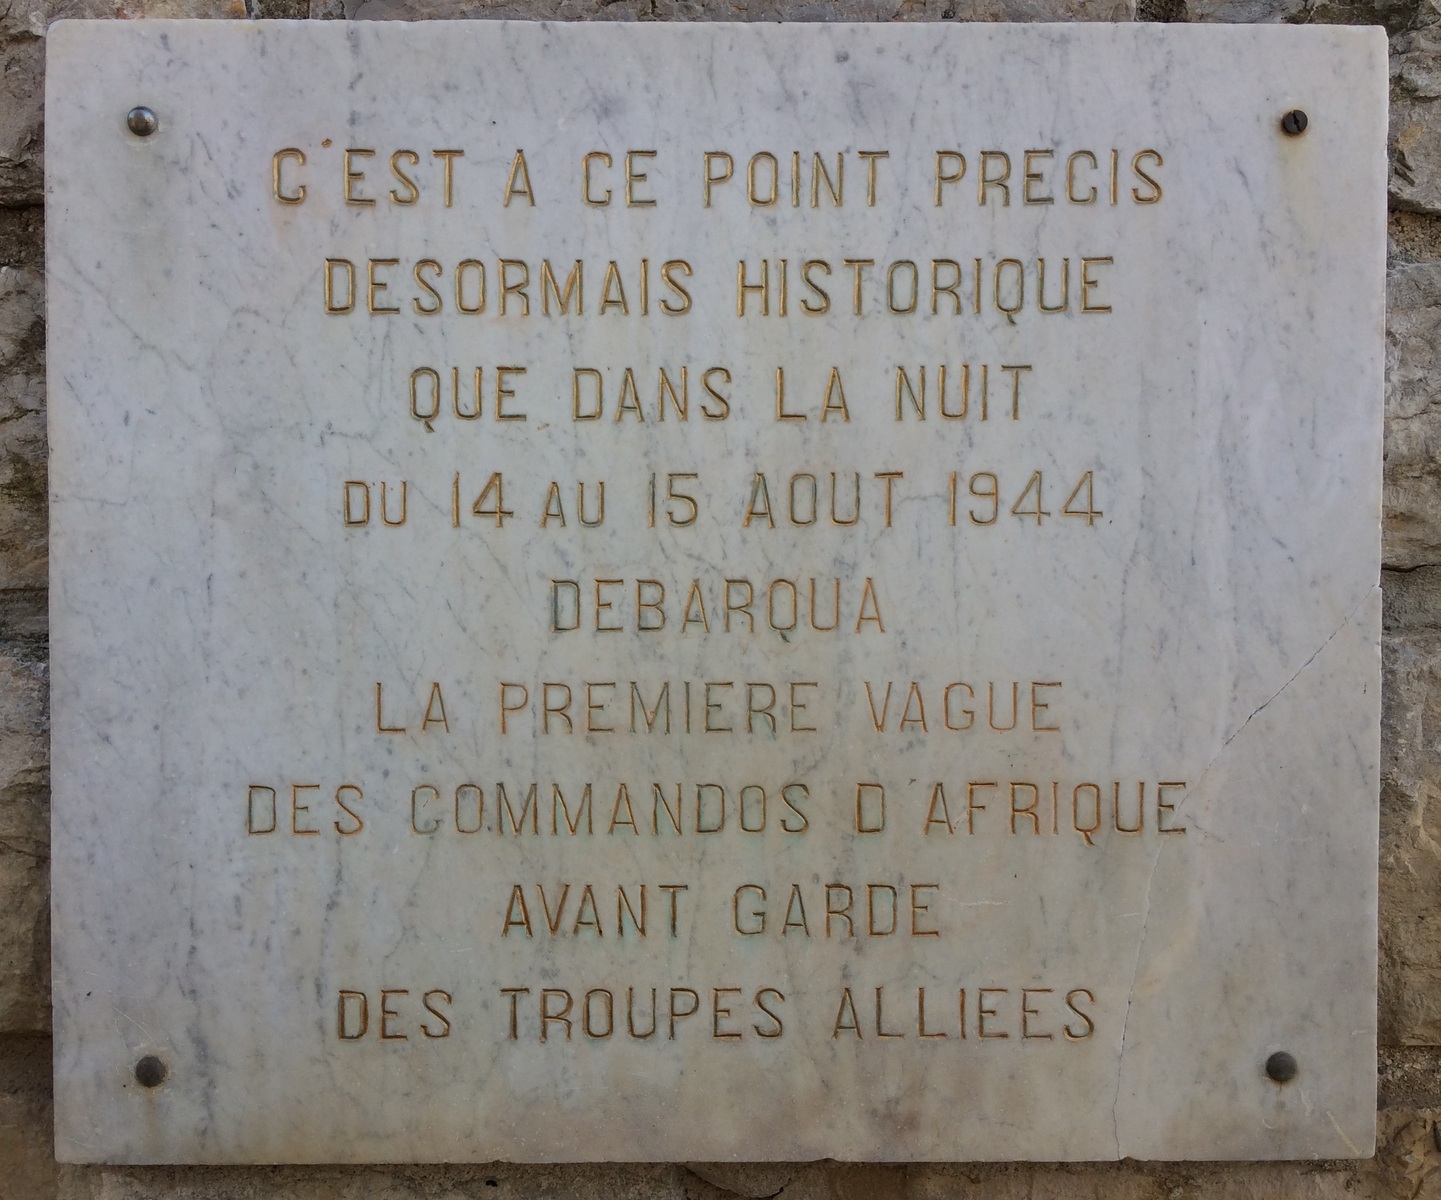 C'EST A CE POINT PRECIS
DESORMAIS HISTORIQUE
QUE DANS LA NUIT
DU 14 AU 15 AOUT 1944
DEBARQUA
LA PREMIERE VAGUE
DES COMMANDOS D'AFRIQUE
AVANT GARDE
DES TROUPES ALLIEES